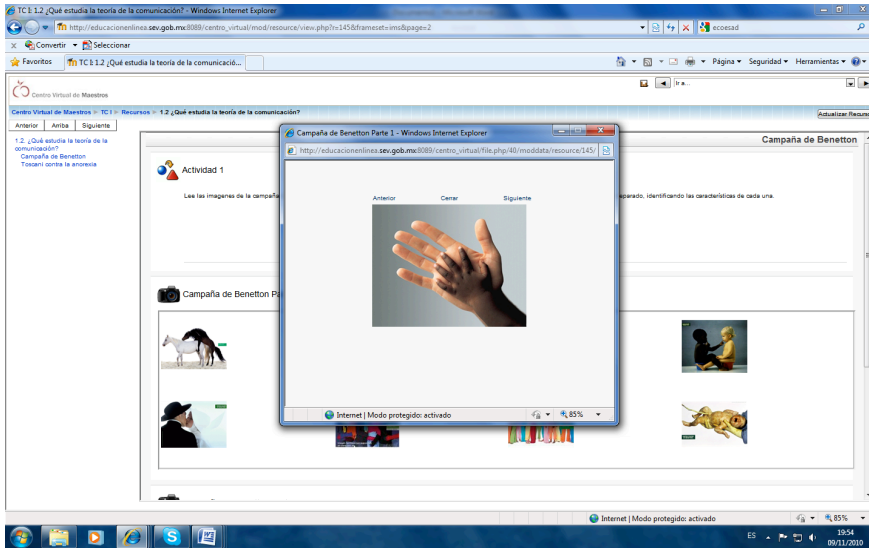 TC I: 1.2 ¿Qué estudia la teoría de la comunicación? - Windows Internet Explorer
http://educacionenlinea.sev.gob.mx:8089/centro_virtual/mod/resource/view.php?r=145&frameset=ims&page=2
ecoesad
x Convertir Seleccionar
Favoritos TC I: 1.2 ¿Qué estudia la teoría de la comunicació...
Página Seguridad Herramientas
Centro Virtual de Maestros
Ir a...
Centro Virtual de Maestros ► TC I ► Recursos ► 1.2 ¿Qué estudia la teoría de la comunicación?
Actualizar Recurso
Anterior Arriba Siguiente
1.2. ¿Qué estudia la teoría de la
comunicación?
Campaña de Benetton
Toscani contra la anorexia
Campaña de Benetton
Actividad 1
Lee las imagenes de la campaña
eparado, identificando las características de cada una.
Campaña de Benetton Pa
Campaña de Benetton Parte 1 - Windows Internet Explorer
http://educacionenlinea.sev.gob.mx:8089/centro_virtual/file.php/40/moddata/resource/145/
Anterior Cerrar Siguiente
Internet | Modo protegido: activado 85%
Internet | Modo protegido: activado 85%
ES 19:54
09/11/2010